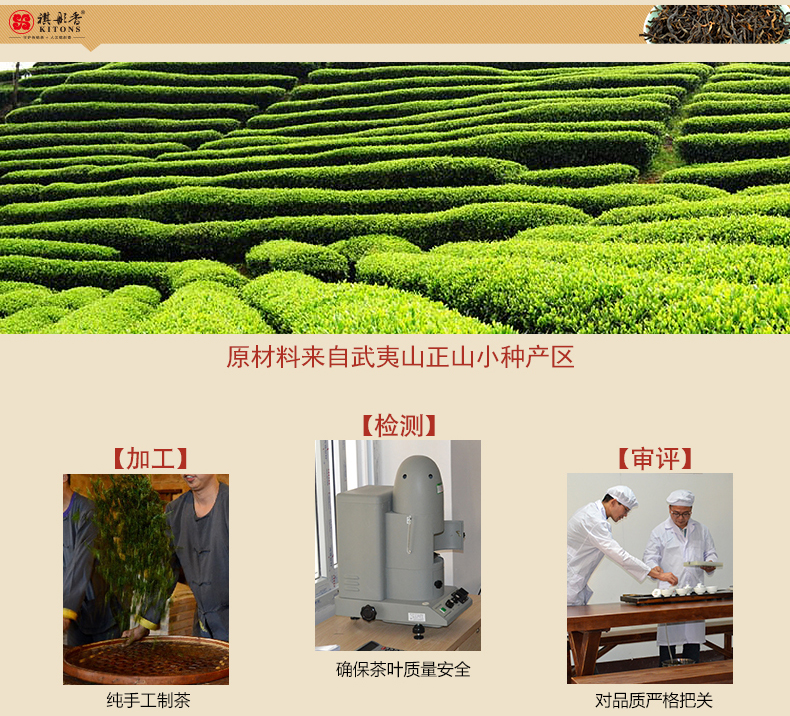 祺彤香®
KITONS
原材料来自武夷山正山小种产区
【检测】
【加工】
【审评】
确保茶叶质量安全
纯手工制茶
对品质严格把关